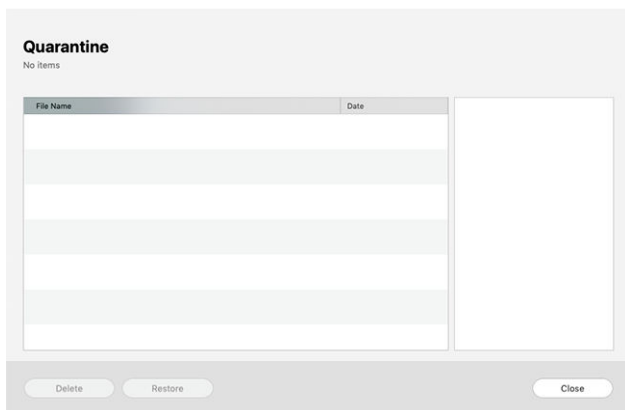 Quarantine
No items
File Name Date
Delete Restore Close